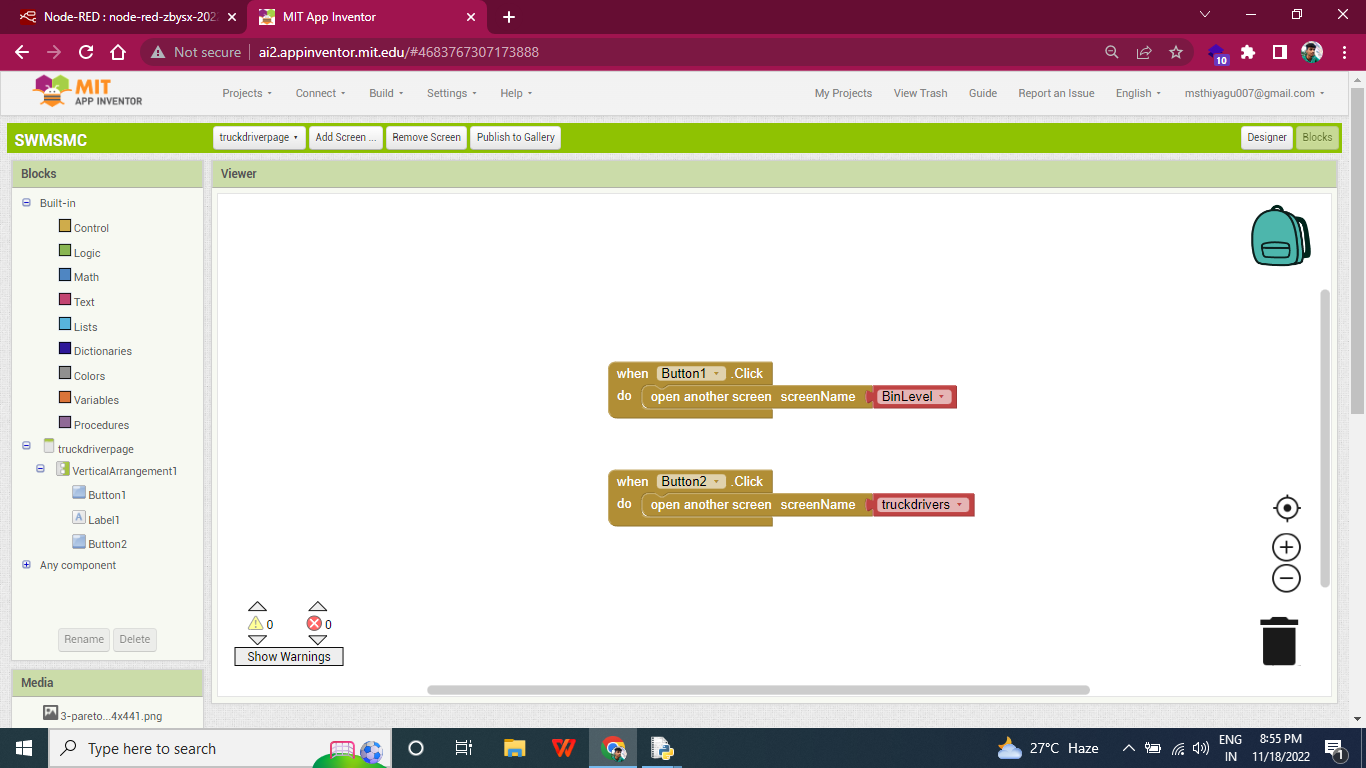 Node-RED : node-red-zbysx-202
MIT App Inventor
Not secure
ai2.appinventor.mit.edu/#4683767307173888
10
MIT
APP INVENTOR
Projects
Connect
Build
Settings
Help
My Projects
View Trash
Guide
Report an Issue
English
msthiyagu007@gmail.com
SWMSMC
truckdriverpage
Add Screen ...
Remove Screen
Publish to Gallery
Designer
Blocks
Blocks
Viewer
Built-in
Control
Logic
Math
Text
Lists
Dictionaries
Colors
Variables
Procedures
truckdriverpage
VerticalArrangement1
Button1
A Label1
Button2
Any component
Rename
Delete
Media
3-pareto...4x441.png
when Button1 .Click
do open another screen screenName BinLevel
when Button2 .Click
do open another screen screenName truckdrivers
0
0
Show Warnings
Type here to search
27°C Haze
ENG
IN
8:55 PM
11/18/2022
1